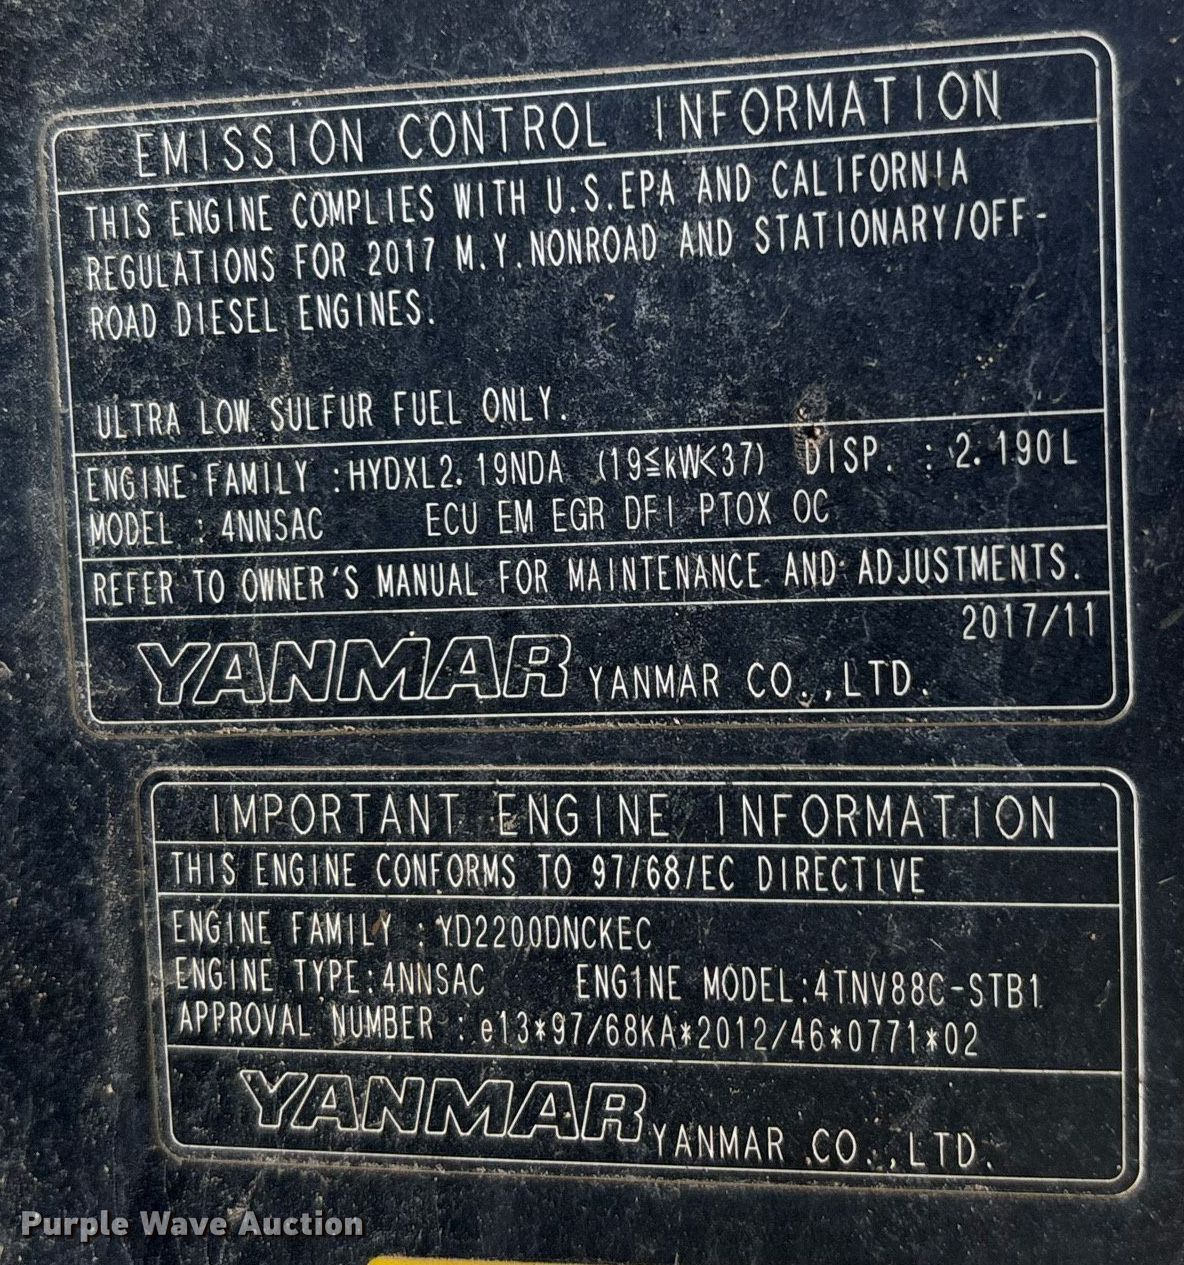 EMISSION CONTROL INFORMATION
THIS ENGINE COMPLIES WITH U.S.EPA AND CALIFORNIA
REGULATIONS FOR 2017 M.Y.NONROAD AND STATIONARY/OFF-
ROAD DIESEL ENGINES.
ULTRA LOW SULFUR FUEL ONLY.
ENGINE FAMILY :HYDXL2.19NDA (19≦kW<37) DISP. : 2.190L
MODEL : 4NNSAC ECU EM EGR DFI PTOX OC
REFER TO OWNER'S MANUAL FOR MAINTENANCE AND ADJUSTMENTS.
2017/11
YANMAR YANMAR CO.,LTD.
IMPORTANT ENGINE INFORMATION
THIS ENGINE CONFORMS TO 97/68/EC DIRECTIVE
ENGINE FAMILY : YD2200DNCKEC
ENGINE TYPE:4NNSAC ENGINE MODEL:4TNV88C-STB1
APPROVAL NUMBER : e13*97/68KA*2012/46*0771*02
YANMAR YANMAR CO.,LTD.
Purple Wave Auction